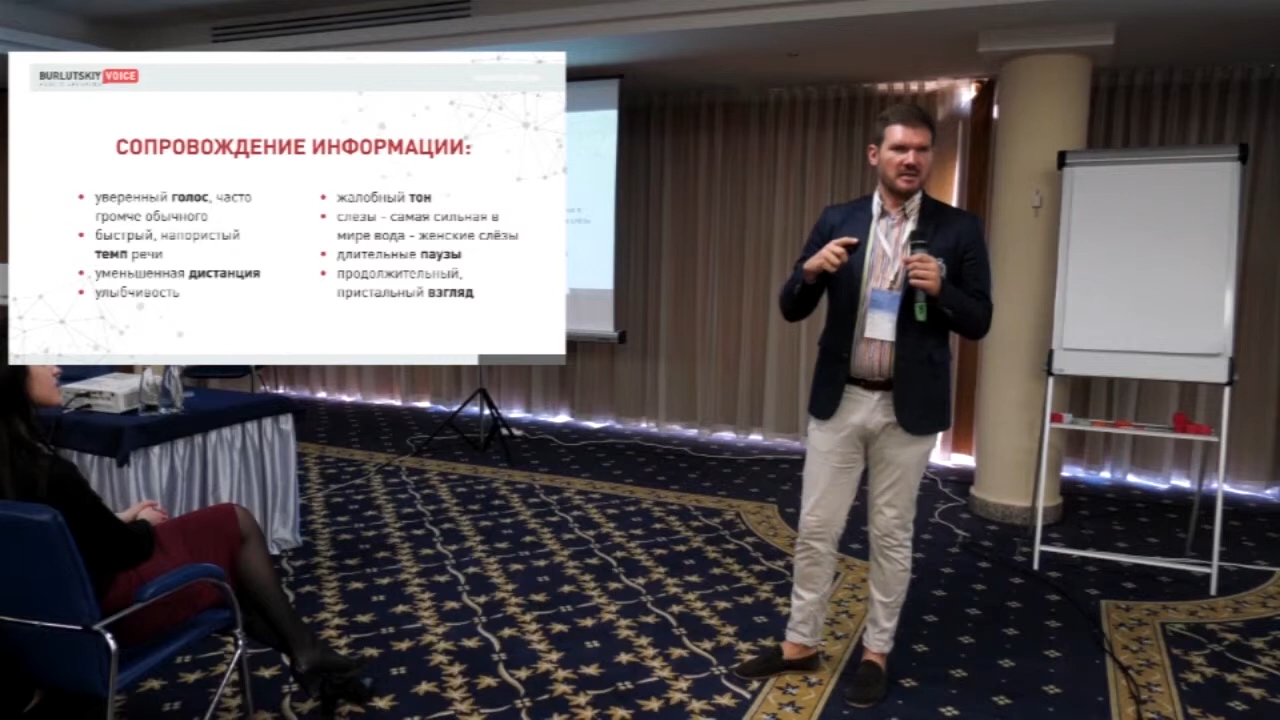 BURLUTSKIY VOICE
СОПРОВОЖДЕНИЕ ИНФОРМАЦИИ:
уверенный голос, часто
громче обычного
быстрый, напористый
темп речи
уменьшенная дистанция
улыбчивость
жалобный тон
слезы - самая сильная в
мире вода - женские слёзы
длительные паузы
продолжительный,
пристальный взгляд